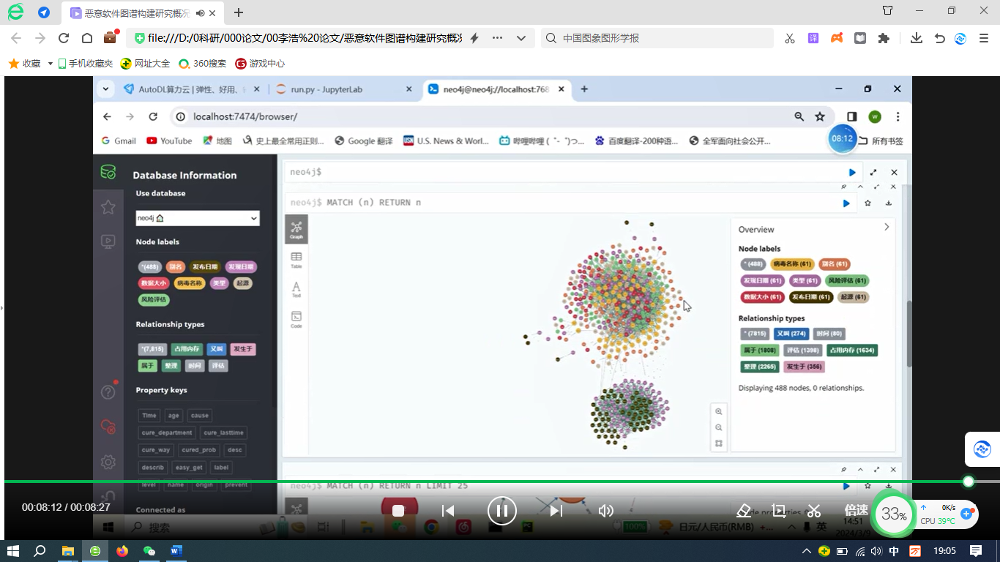 恶意软件图谱构建研究概况
file:///D:/0科研/000论文/00李浩%20论文/恶意软件图谱构建研究概况
中国图象图形学报
译
收藏 手机收藏夹 网址大全 360搜索 游戏中心
AutoDL算力云 | 弹性、好用、
run.py - JupyterLab
neo4j@neo4j://localhost:768
localhost:7474/browser/
W
Gmail YouTube 地图 史上最全常用正则... Google 翻译 U.S. News & Worl... 哔哩哔哩 (゜-゜)つ... 百度翻译-200种语... 全军面向社会公开... 所有书签
08:12
Database Information
Use database
neo4j
Node labels
*(488) 别名 发布日期 发现日期
数据大小 病毒名称 类型 起源
风险评估
Relationship types
*(7,815) 占用内存 又叫 发生于
属于 整理 时间 评估
Property keys
Time age cause
cure_department cure_lasttime
cure_way cured_prob desc
describ easy_get label
level name origin prevent
Connected as
neo4j$
neo4j$ MATCH (n) RETURN n
Graph
Table
Text
Code
Overview
Node labels
* (488) 病毒名称 (61) 别名 (61)
发现日期 (61) 类型 (61) 风险评估 (61)
数据大小 (61) 发布日期 (61) 起源 (61)
Relationship types
* (7815) 又叫 (274) 时间 (80)
属于 (1808) 评估 (1398) 占用内存 (1634)
整理 (2265) 发生于 (356)
Displaying 488 nodes, 0 relationships.
neo4j$ MATCH (n) RETURN n LIMIT 25
00:08:12 / 00:08:27
倍速
33%
0K/s
CPU 39℃
搜索
100%
日元/人民币(RMB) +...
英
14:51
2024/3/9
中
19:05